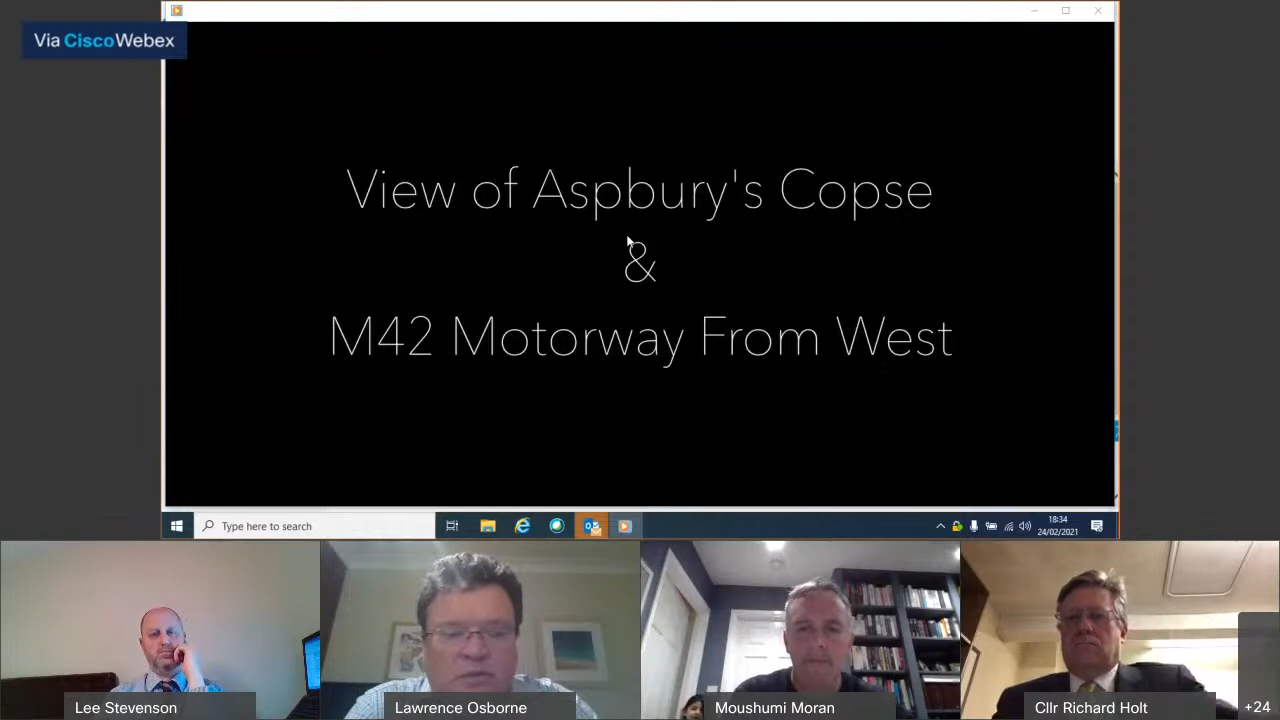 Via CiscoWebex
View of Aspbury's Copse
&
M42 Motorway From West
Type here to search
18:34
24/02/2021
Lee Stevenson
Lawrence Osborne
Moushumi Moran
Cllr Richard Holt
+24